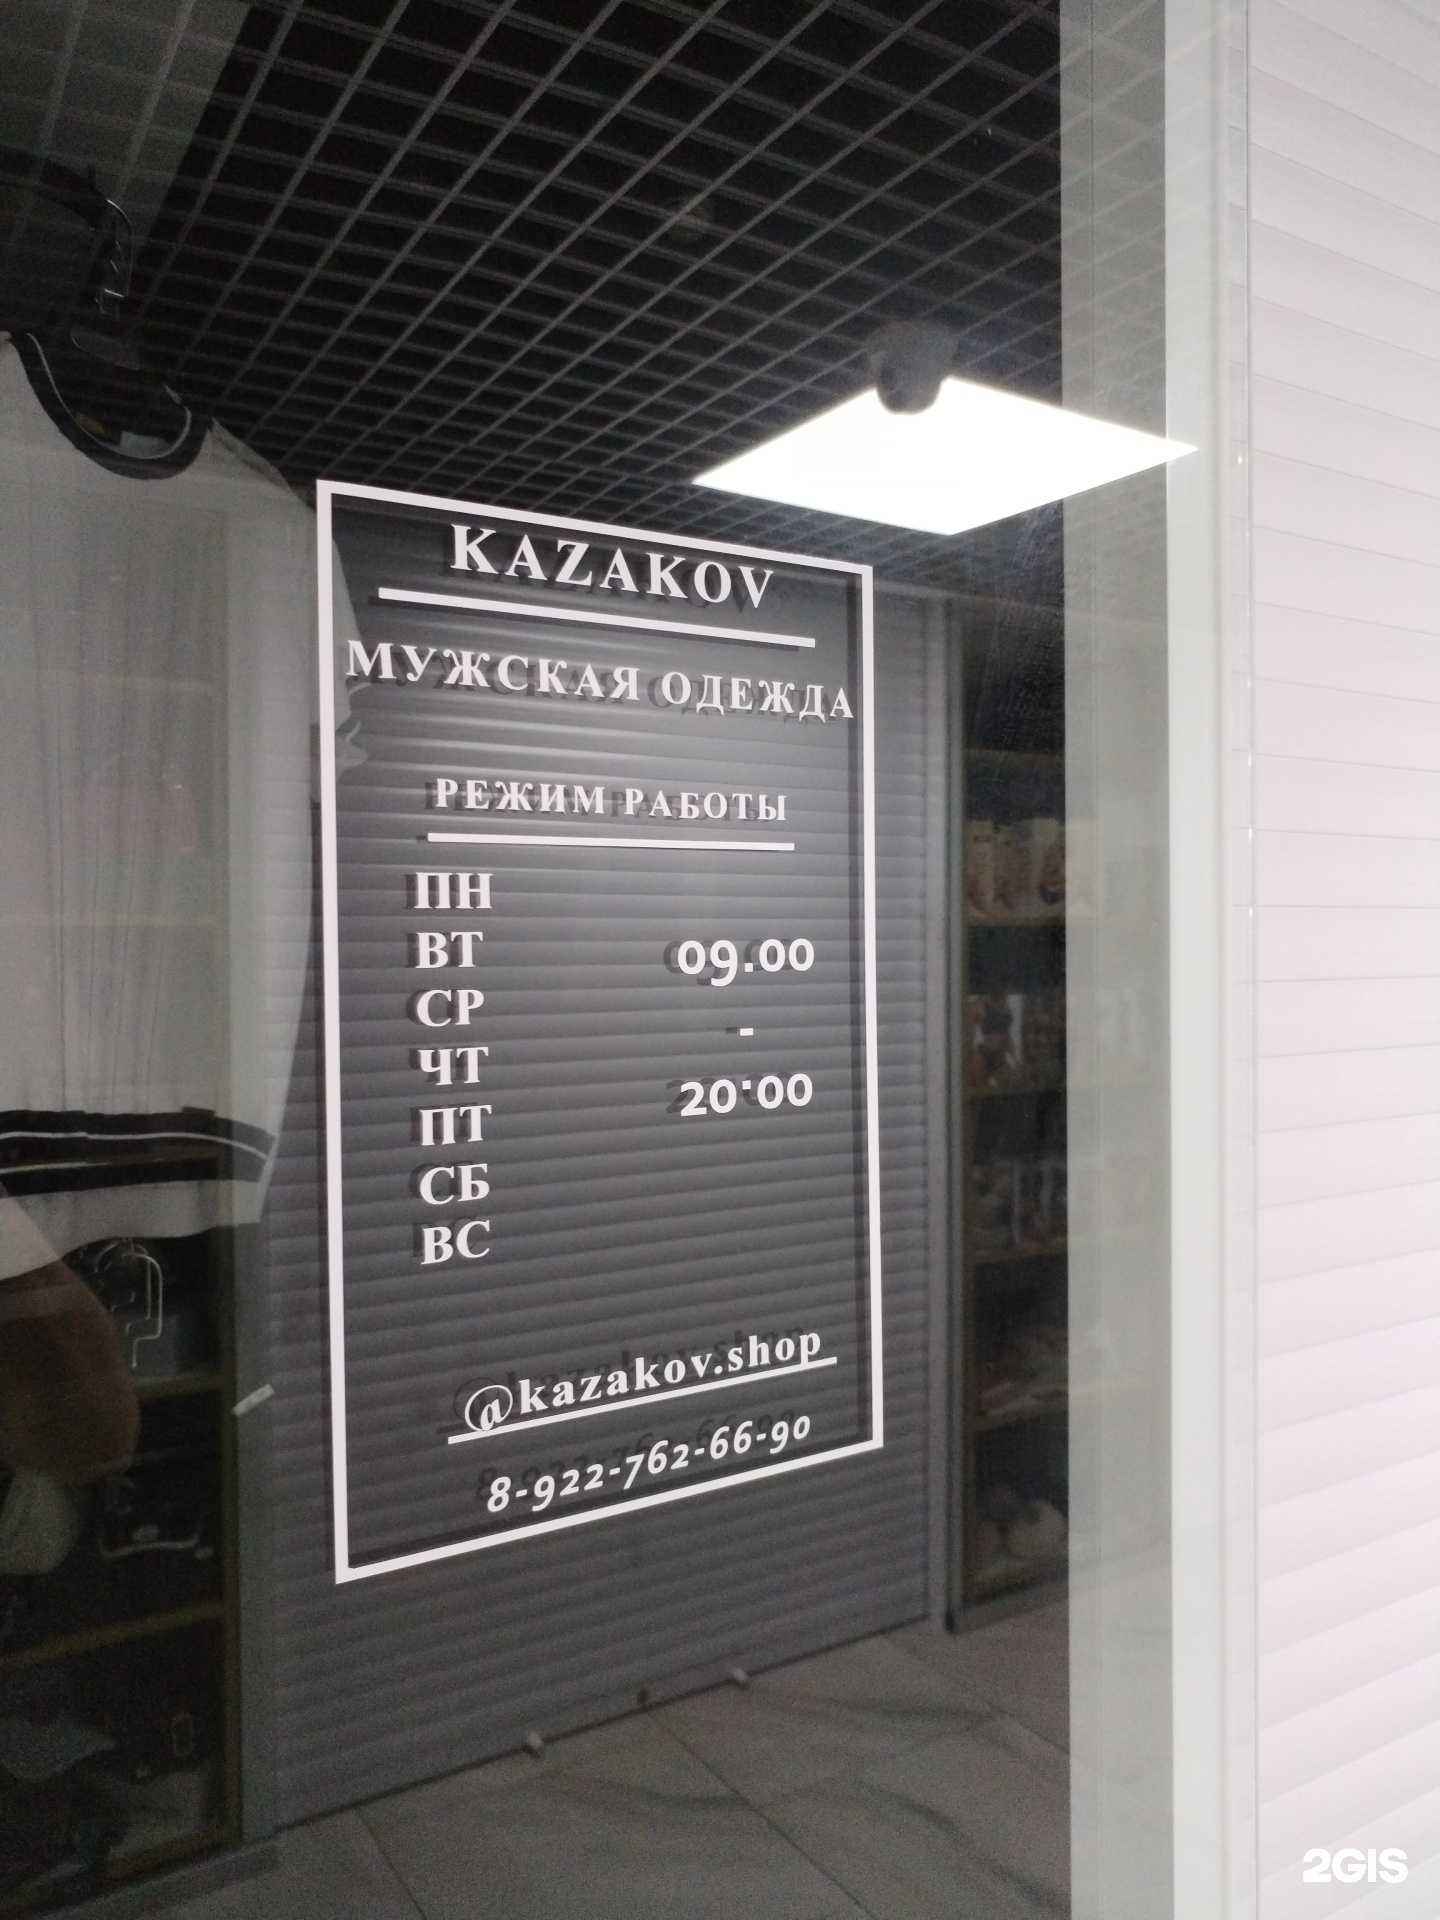 KAZAKOV
МУЖСКАЯ ОДЕЖДА
РЕЖИМ РАБОТЫ
ПН
ВТ
СР
ЧТ
ПТ
СБ
ВС
09.00
-
20.00
@kazakov.shop
8-922-762-66-90
2GIS